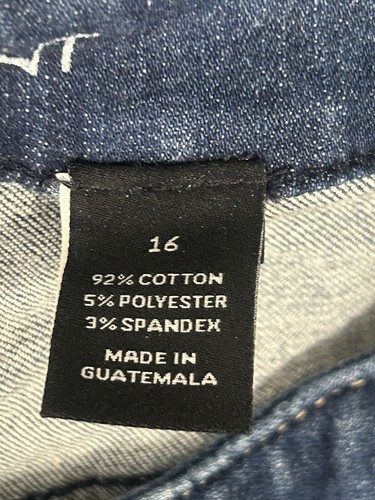 16
92% COTTON
5% POLYESTER
3% SPANDEX
MADE IN
GUATEMALA